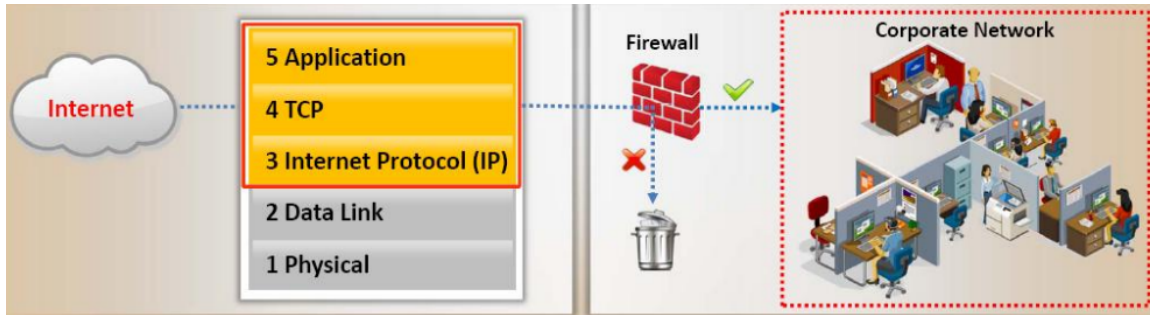 Internet
5 Application
4 TCP
3 Internet Protocol (IP)
2 Data Link
1 Physical
Firewall
Corporate Network